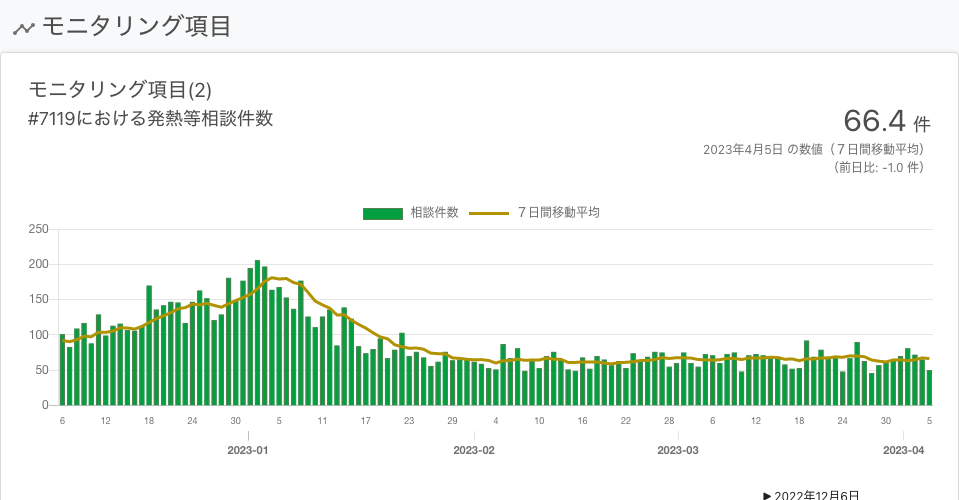 モニタリング項目
モニタリング項目(2)
#7119における発熱等相談件数
66.4 件
2023年4月5日 の数値（７日間移動平均）
（前日比: -1.0 件）
相談件数 ７日間移動平均
250
200
150
100
50
0
6 12 18 24 30 5 11 17 23 29 4 10 16 22 28 6 12 18 24 30 5
2023-01 2023-02 2023-03 2023-04
▶ 2022年12月6日